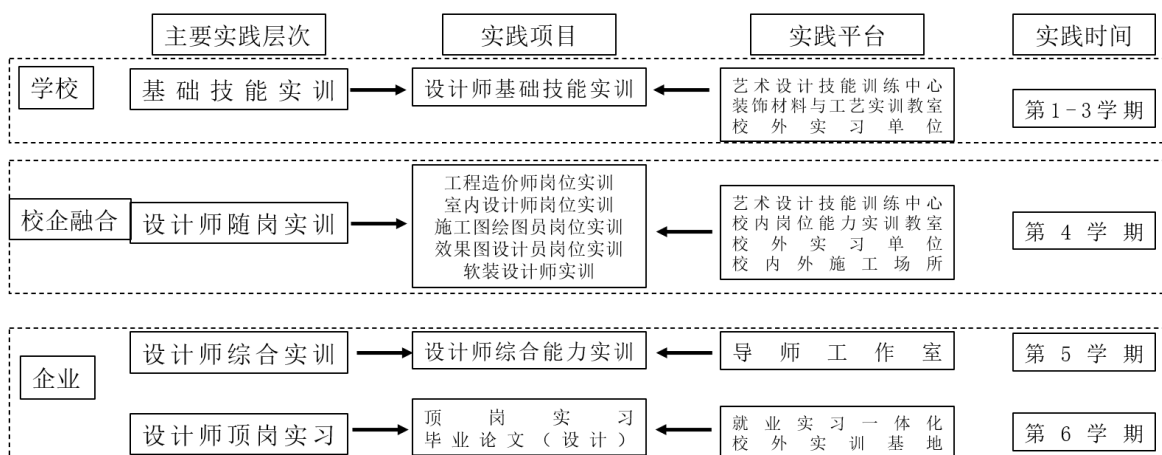 主要实践层次
实践项目
实践平台
实践时间
学校
基础技能实训
设计师基础技能实训
艺术设计技能训练中心
装饰材料与工艺实训教室
校外实习单位
第1-3学期
校企融合
设计师随岗实训
工程造价师岗位实训
室内设计师岗位实训
施工图绘图员岗位实训
效果图设计员岗位实训
软装设计师实训
艺术设计技能训练中心
校内岗位能力实训教室
校外实习单位
校内外施工场所
第4学期
企业
设计师综合实训
设计师综合能力实训
导师工作室
第5学期
设计师顶岗实习
顶岗实习
毕业论文（设计）
就业实习一体化
校外实训基地
第6学期